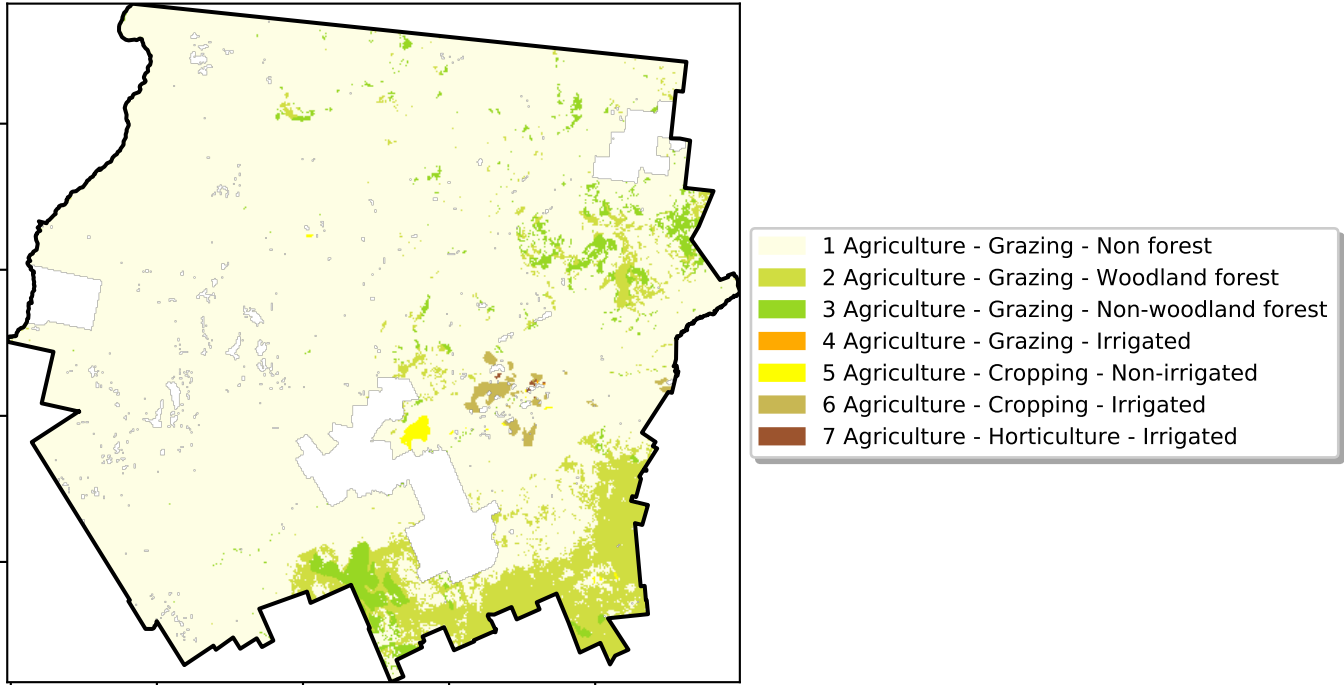 1 Agriculture - Grazing - Non forest
2 Agriculture - Grazing - Woodland forest
3 Agriculture - Grazing - Non-woodland forest
4 Agriculture - Grazing - Irrigated
5 Agriculture - Cropping - Non-irrigated
6 Agriculture - Cropping - Irrigated
7 Agriculture - Horticulture - Irrigated